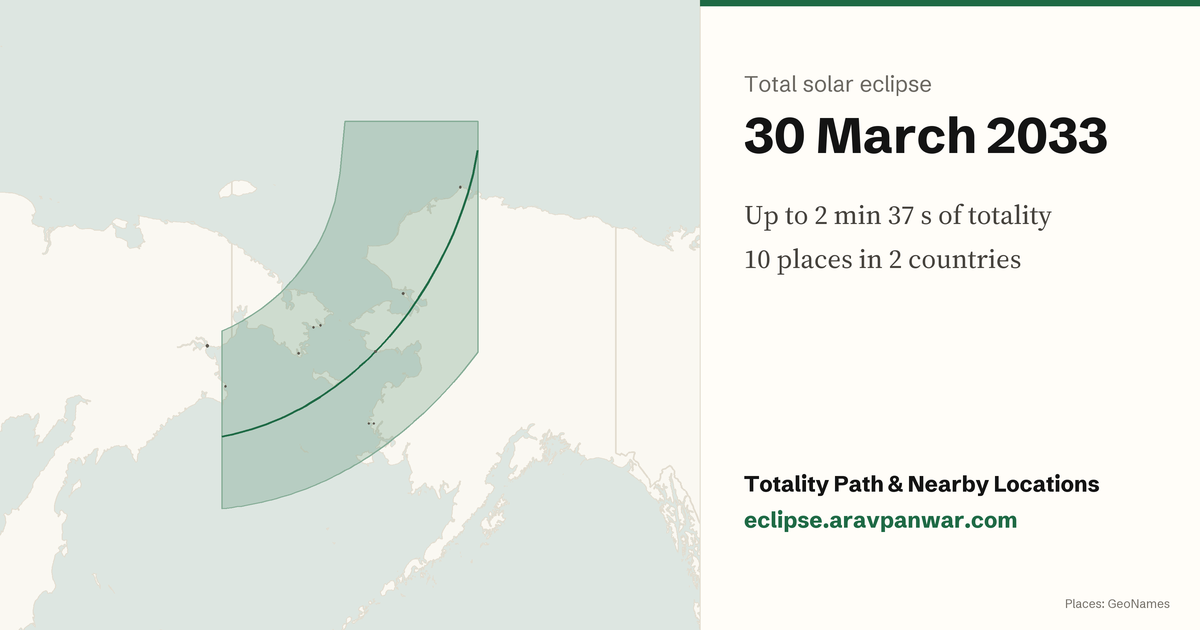 Total solar eclipse
30 March 2033
Up to 2 min 37 s of totality
10 places in 2 countries
Totality Path & Nearby Locations
eclipse.aravpanwar.com
Places: GeoNames